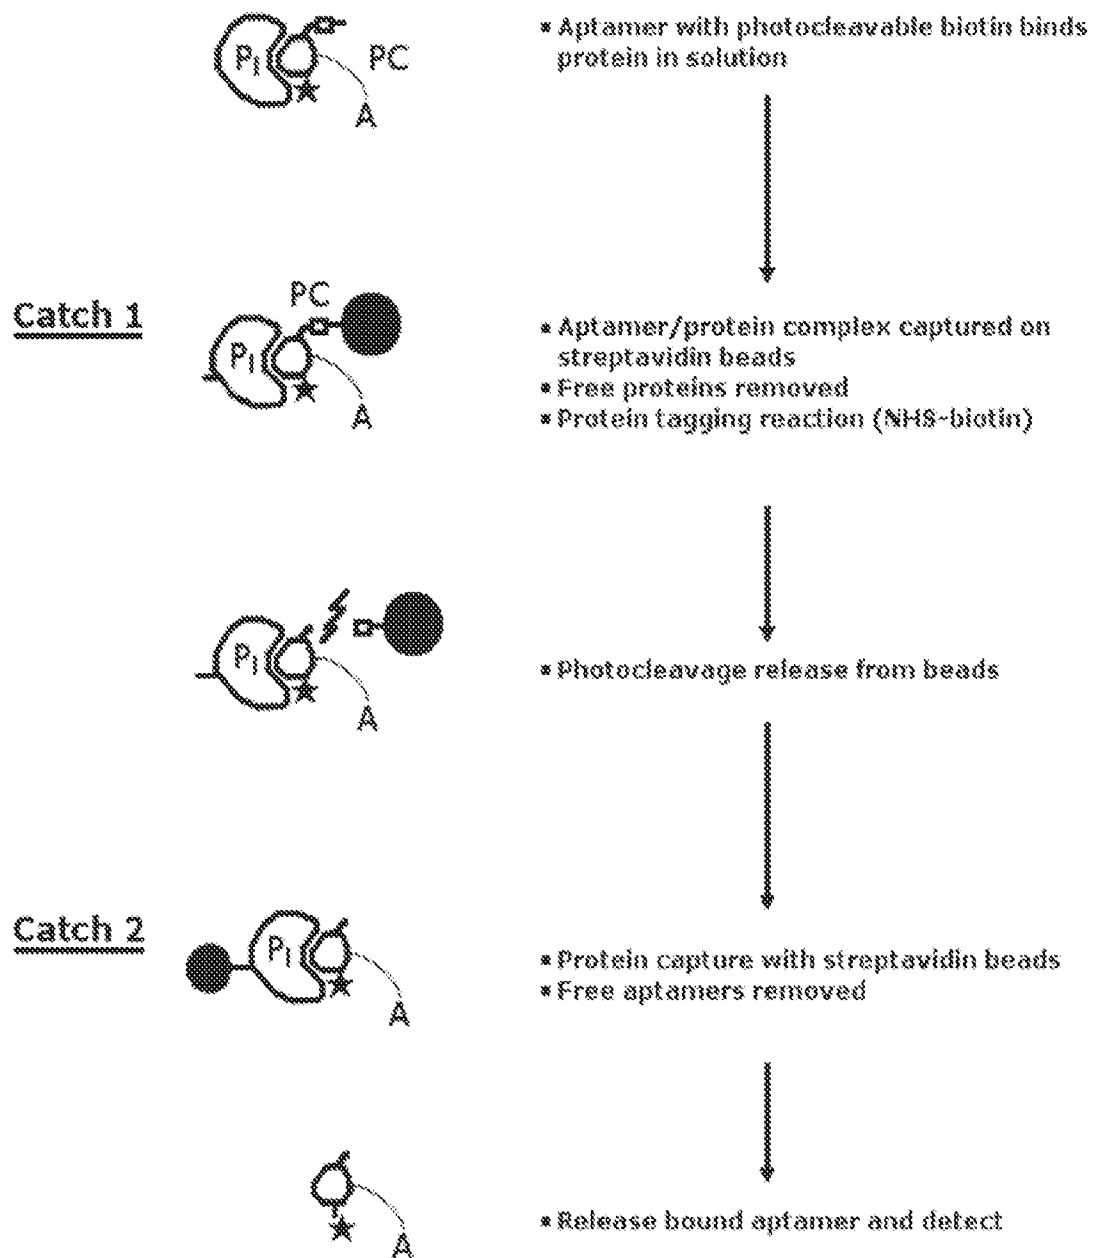 P1
PC
A
• Aptamer with photocleavable biotin binds
protein in solution
Catch 1
PC
P1
A
• Aptamer/protein complex captured on
streptavidin beads
• Free proteins removed
• Protein tagging reaction (NHS-biotin)
P1
A
• Photocleavage release from beads
Catch 2
P1
A
• Protein capture with streptavidin beads
• Free aptamers removed
A
• Release bound aptamer and detect